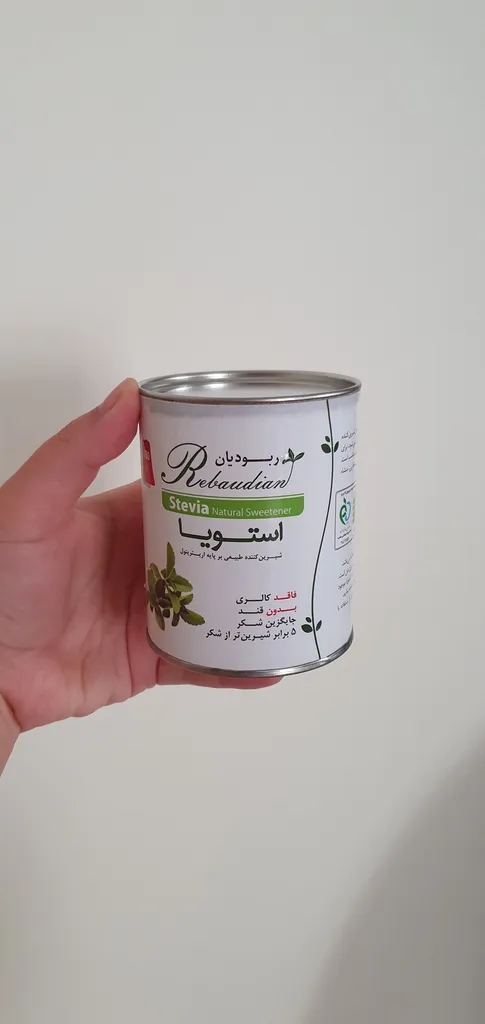 ربودیان
Rebaudian
Stevia Natural Sweetener
استویا
شیرین کننده طبیعی بر پایه اریتریتول
فاقد کالری
بدون قند
جایگزین شکر
۵ برابر شیرین‌تر از شکر